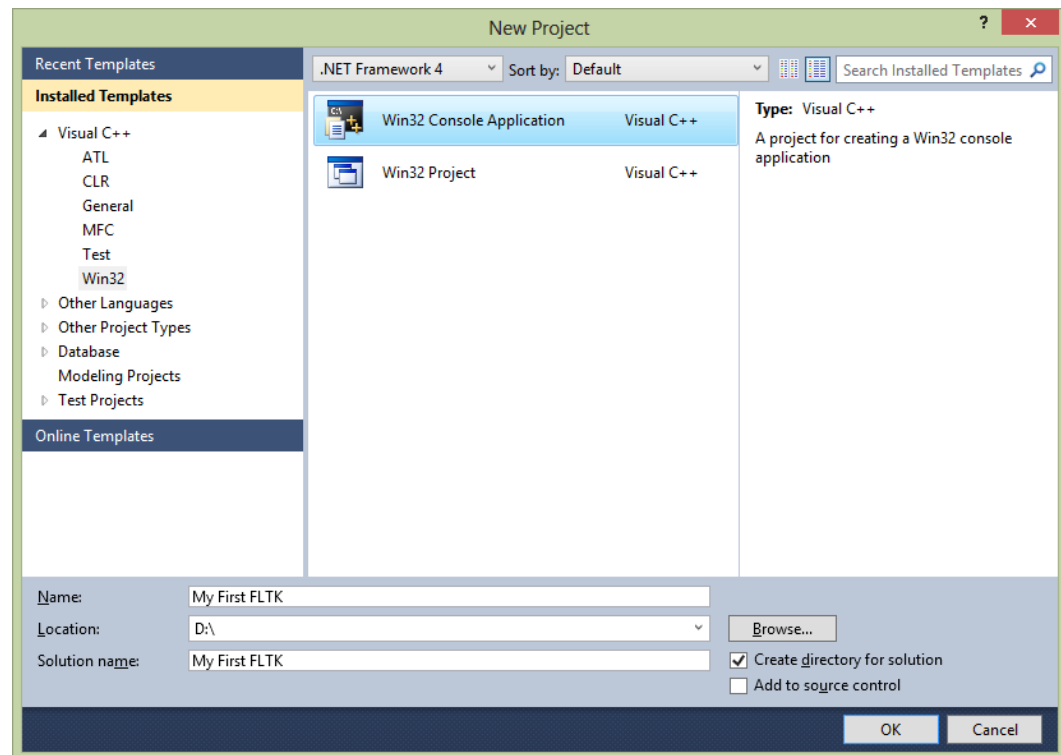 New Project
?
×
Recent Templates
Installed Templates
Visual C++
ATL
CLR
General
MFC
Test
Win32
Other Languages
Other Project Types
Database
Modeling Projects
Test Projects
Online Templates
.NET Framework 4
Sort by: Default
Search Installed Templates
C:\
Win32 Console Application Visual C++
Win32 Project Visual C++
Type: Visual C++
A project for creating a Win32 console
application
Name: My First FLTK
Location: D:\
Browse...
Solution name: My First FLTK
Create directory for solution
Add to source control
OK
Cancel